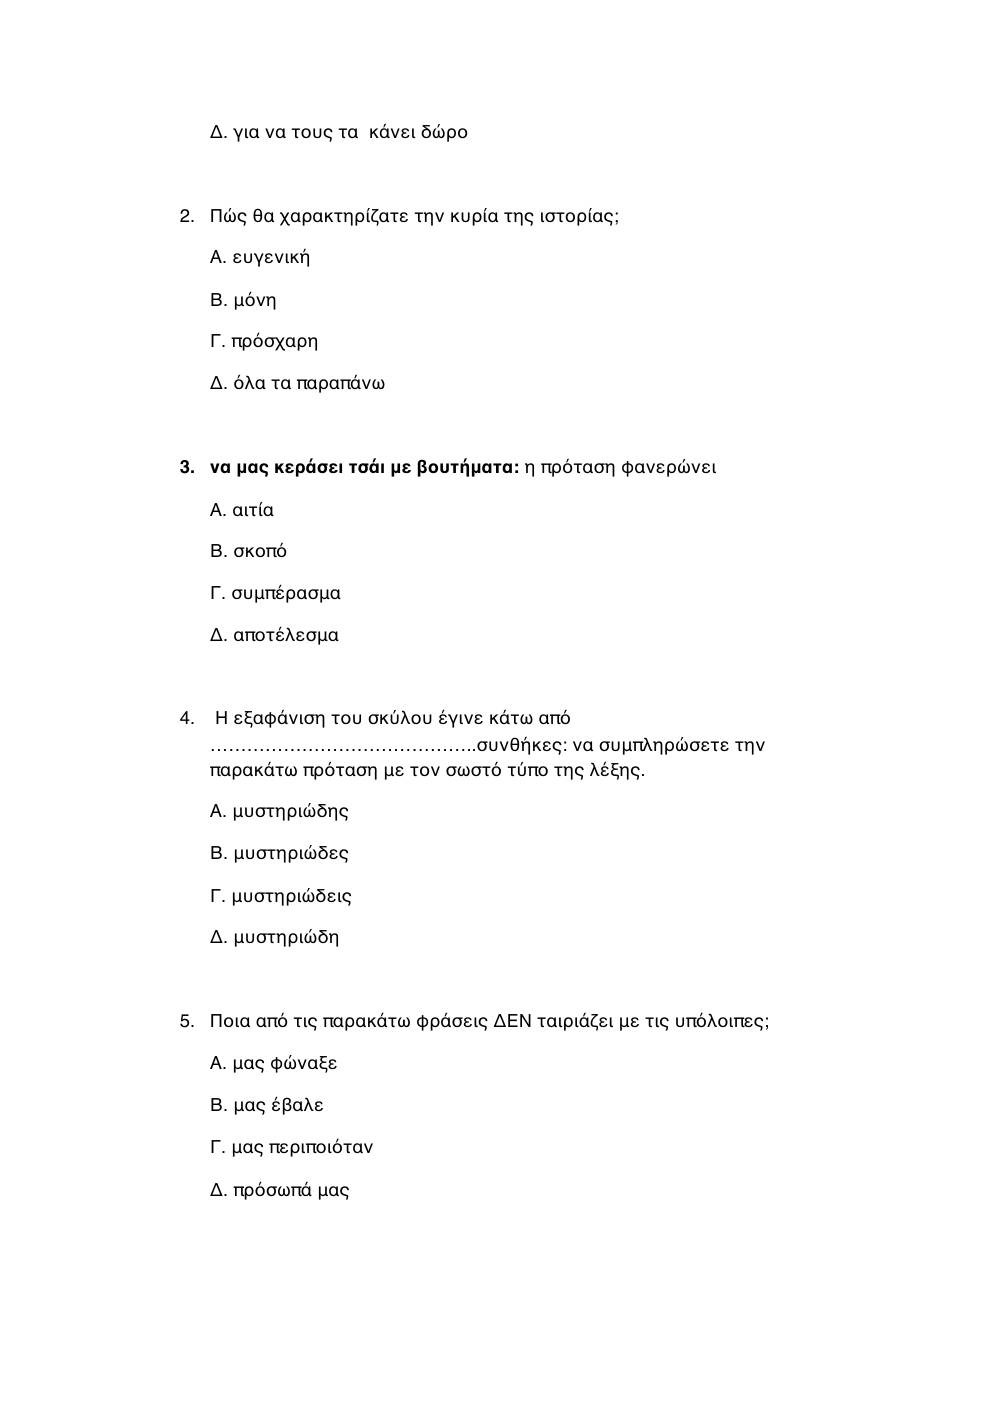 Δ. για να τους τα  κάνει δώρο
2. Πώς θα χαρακτηρίζατε την κυρία της ιστορίας;
Α. ευγενική
Β. μόνη
Γ. πρόσχαρη
Δ. όλα τα παραπάνω
3. να μας κεράσει τσάι με βουτήματα: η πρόταση φανερώνει
Α. αιτία
Β. σκοπό
Γ. συμπέρασμα
Δ. αποτέλεσμα
4. Η εξαφάνιση του σκύλου έγινε κάτω από
……………………………………..συνθήκες: να συμπληρώσετε την
παρακάτω πρόταση με τον σωστό τύπο της λέξης.
Α. μυστηριώδης
Β. μυστηριώδες
Γ. μυστηριώδεις
Δ. μυστηριώδη
5. Ποια από τις παρακάτω φράσεις ΔΕΝ ταιριάζει με τις υπόλοιπες;
Α. μας φώναξε
Β. μας έβαλε
Γ. μας περιποιόταν
Δ. πρόσωπά μας